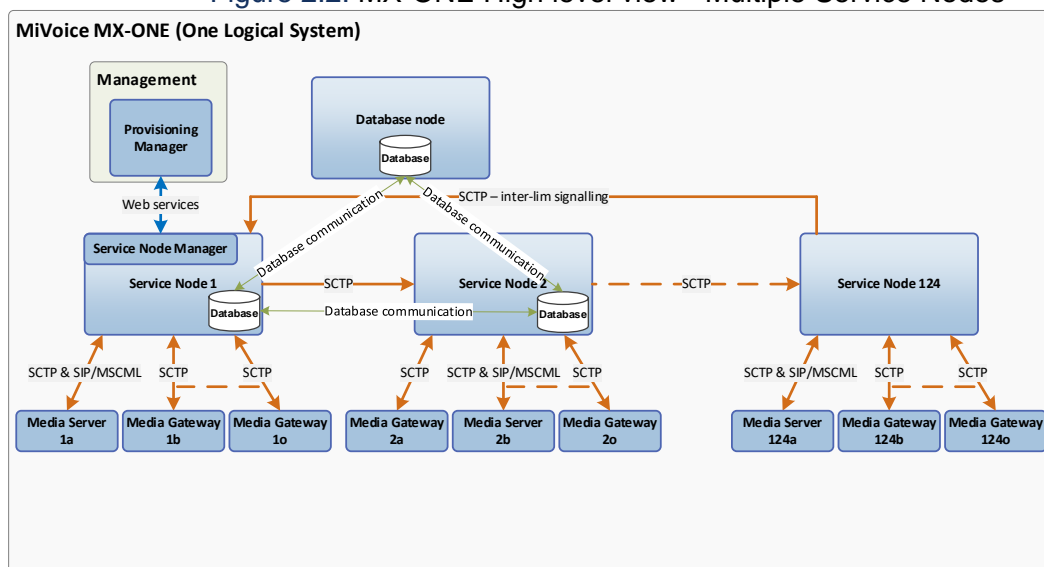 Figure 2.2: MX-ONE High level view - Multiple Service Nodes
MiVoice MX-ONE (One Logical System)
Management
Provisioning
Manager
Database node
Database
Web services
SCTP – inter-lim signalling
Database communication
Database communication
Service Node Manager
Service Node 1
Database
SCTP
Service Node 2
Database
Database communication
SCTP
Service Node 124
SCTP & SIP/MSCML
SCTP
SCTP
SCTP
SCTP & SIP/MSCML
SCTP
SCTP & SIP/MSCML
SCTP
SCTP
Media Server
1a
Media Gateway
1b
Media Gateway
1o
Media Gateway
2a
Media Server
2b
Media Gateway
2o
Media Server
124a
Media Gateway
124b
Media Gateway
124o